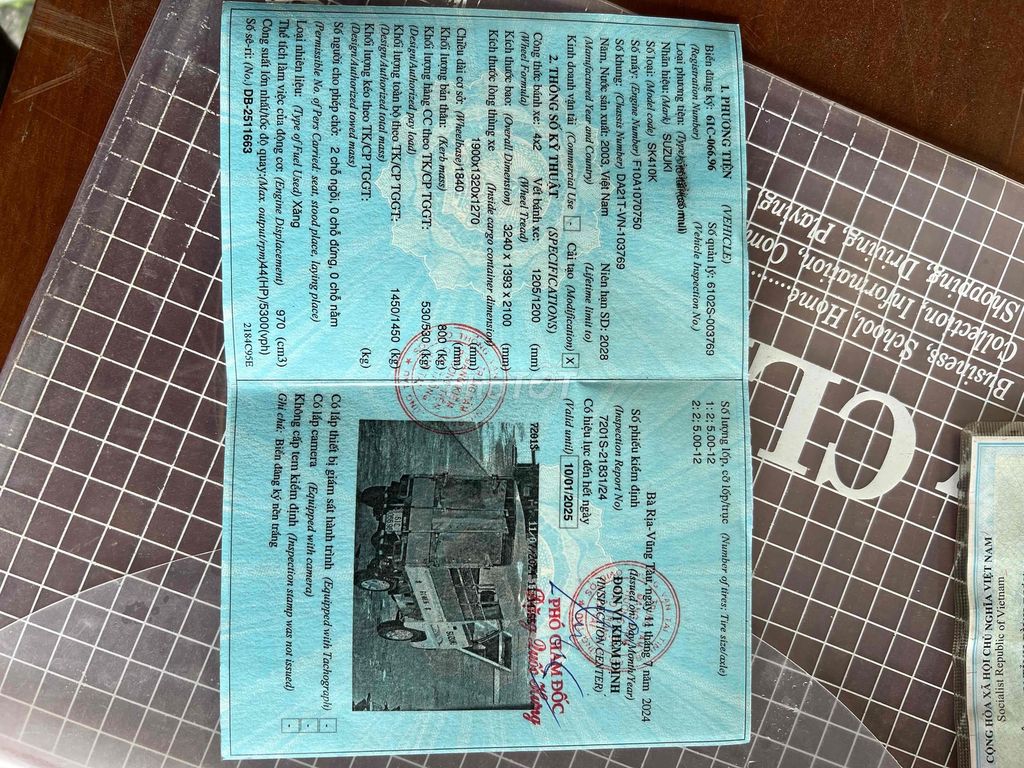 1. PHƯƠNG TIỆN (VEHICLE)
Biển đăng ký: 61C-066.96 Số quản lý: 6102S-003769
(Registration Number) (Vehicle Inspection No.)
Loại phương tiện: (Type)
Nhãn hiệu: (Mark) SUZUKI
Số loại: (Model code) SK410K
Số máy: (Engine Number) F10A1070750
Số khung: (Chassis Number) DA21T-VN-103769
Năm, Nước sản xuất: 2003, Việt Nam Niên hạn SD: 2028
(Manufactured Year and Country) (Lifetime limit to)
Kinh doanh vận tải (Commercial Use) - Cải tạo (Modification) X
2. THÔNG SỐ KỸ THUẬT (SPECIFICATIONS)
Công thức bánh xe: 4x2 Vết bánh xe: 1205/1200 (mm)
(Wheel Formula) (Wheel Tread)
Kích thước bao: (Overall Dimension) 3240 x 1393 x 2100 (mm)
Kích thước lòng thùng xe: (Inside cargo container dimension)
1900x1320x1270 (mm)
Chiều dài cơ sở: (Wheelbase) 1840 (mm)
Khối lượng bản thân: (Kerb mass) 800 (kg)
Khối lượng hàng CC theo TK/CP TGGT: 530/530 (kg)
(Design/Authorized pay load)
Khối lượng toàn bộ theo TK/CP TGGT: 1450/1450 (kg)
(Design/Authorized total mass)
Khối lượng kéo theo TK/CP TGGT: (kg)
(Design/Authorized towed mass)
Số người cho phép chở: 2 chỗ ngồi, 0 chỗ đứng, 0 chỗ nằm
(Permissible No. of Pers Carried: seat, stood place, laying place)
Loại nhiên liệu: (Type of Fuel Used) Xăng
Thể tích làm việc của động cơ: (Engine Displacement) 970 (cm3)
Công suất lớn nhất/tốc độ quay:(Max. output/rpm)44(HP)/5300(vph)
Số sê-ri: (No.) DB-2511663 2184C95E
Số lượng lốp, cỡ lốp/trục (Number of tires; Tire size/axle)
1: 2; 5.00-12
2: 2; 5.00-12
Bà Rịa-Vũng Tàu, ngày 11 tháng 7 năm 2024
(Issued on: Day/Month/Year)
Số phiếu kiểm định ĐƠN VỊ KIỂM ĐỊNH
(Inspection Report No) (INSPECTION CENTER)
7201S-21831/24
Có hiệu lực đến hết ngày
(Valid until) 10/01/2025
PHÓ GIÁM ĐỐC
7201S
Có lắp thiết bị giám sát hành trình (Equipped with Tachograph) -
Có lắp camera (Equipped with camera) -
Không cấp tem kiểm định (Inspection stamp was not issued) -
Ghi chú: Biển đăng ký nền trắng
Business, School, Home....
Collection, Information,
Shopping, Driving, Playing
CL
CỘNG HÒA XÃ HỘI CHỦ NGHĨA VIỆT NAM
Socialist Republic of Vietnam